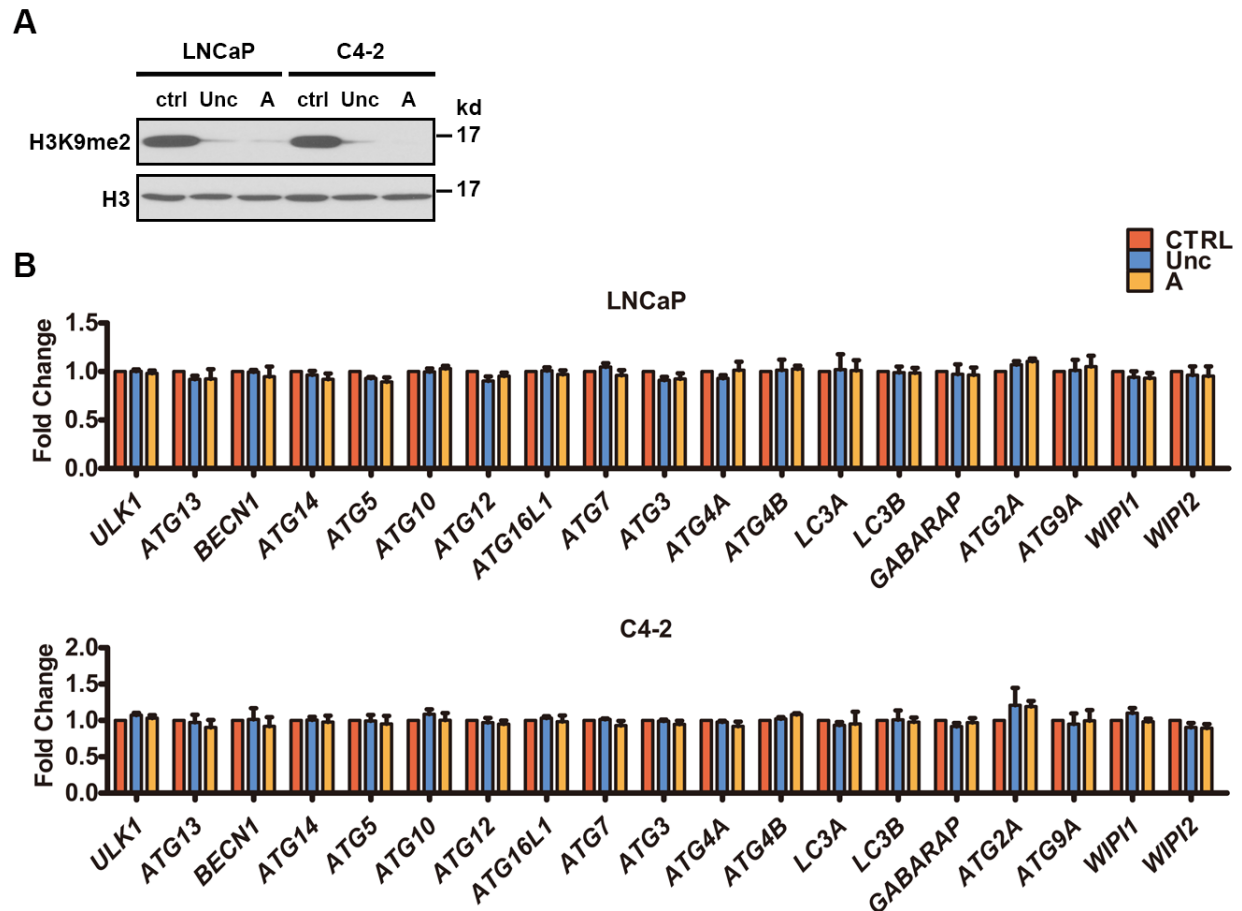 A
LNCaP C4-2
ctrl Unc A ctrl Unc A
kd
H3K9me2 17
H3 17
B
CTRL
Unc
A
LNCaP
Fold Change
1.5
1.0
0.5
0.0
ULK1 ATG13 BECN1 ATG14 ATG5 ATG10 ATG12 ATG16L1 ATG7 ATG3 ATG4A ATG4B LC3A LC3B GABARAP ATG2A ATG9A WIPI1 WIPI2
C4-2
Fold Change
2.0
1.5
1.0
0.5
0.0
ULK1 ATG13 BECN1 ATG14 ATG5 ATG10 ATG12 ATG16L1 ATG7 ATG3 ATG4A ATG4B LC3A LC3B GABARAP ATG2A ATG9A WIPI1 WIPI2